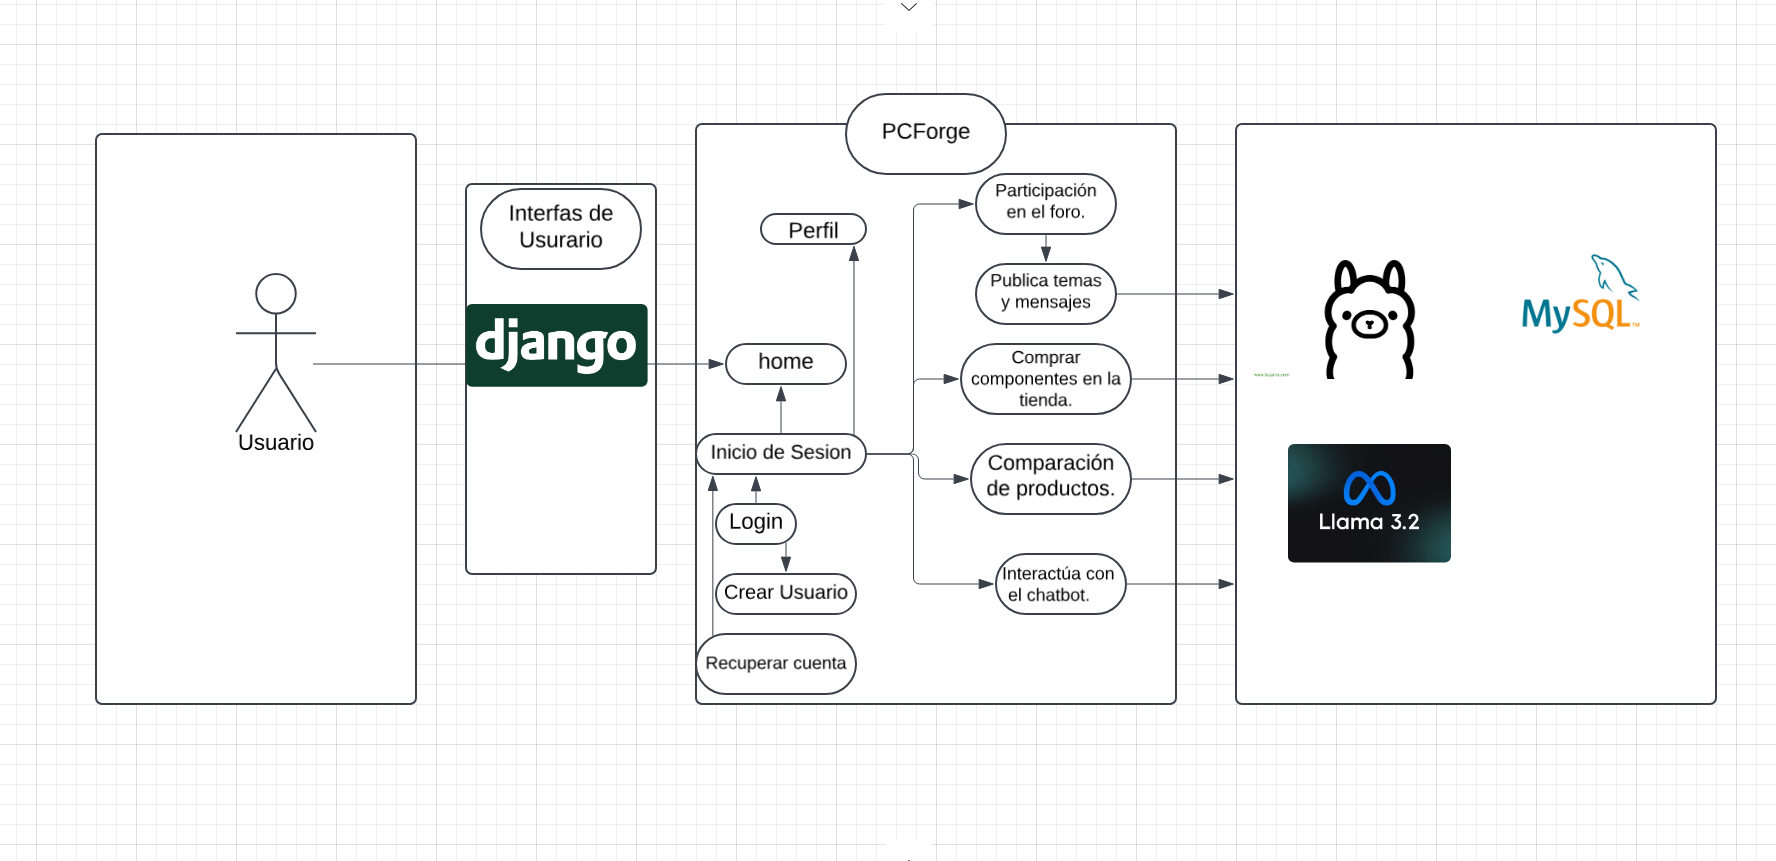 PCForge
Interfas de
Usurario
django
Usuario
Perfil
home
Inicio de Sesion
Login
Crear Usuario
Recuperar cuenta
Participación
en el foro.
Publica temas
y mensajes
Comprar
componentes en la
tienda.
Comparación
de productos.
Interactúa con
el chatbot.
MySQL
TM
Llama 3.2